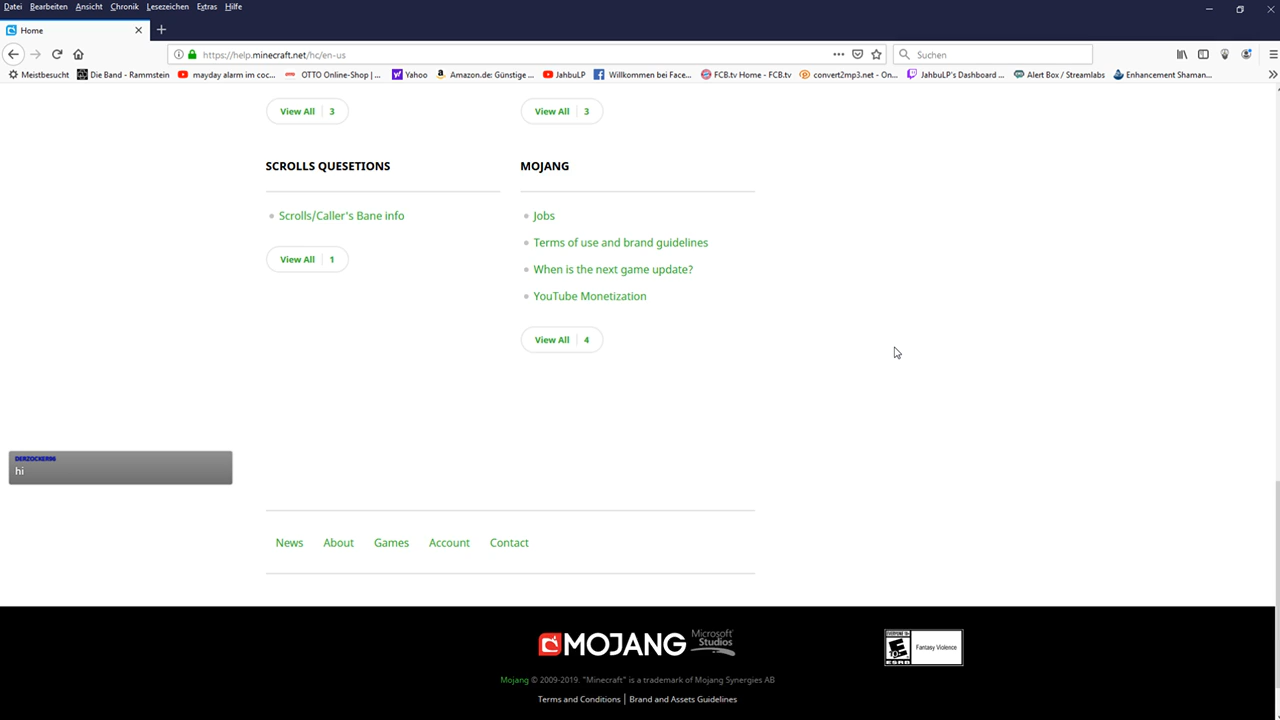 Datei Bearbeiten Ansicht Chronik Lesezeichen Extras Hilfe
Home
https://help.minecraft.net/hc/en-us
Suchen
Meistbesucht Die Band - Rammstein mayday alarm im coc... OTTO Online-Shop | ... Yahoo Amazon.de: Günstige ... JahbuLP Willkommen bei Face... FCB.tv Home - FCB.tv convert2mp3.net - On... JahbuLP's Dashboard ... Alert Box / Streamlabs Enhancement Shaman...
View All 3
View All 3
SCROLLS QUESETIONS
Scrolls/Caller's Bane info
View All 1
MOJANG
Jobs
Terms of use and brand guidelines
When is the next game update?
YouTube Monetization
View All 4
DERZOCKER96
hi
News About Games Account Contact
MOJANG Microsoft Studios
EVERYONE 10+
E
ESRB
Fantasy Violence
Mojang © 2009-2019. "Minecraft" is a trademark of Mojang Synergies AB
Terms and Conditions | Brand and Assets Guidelines